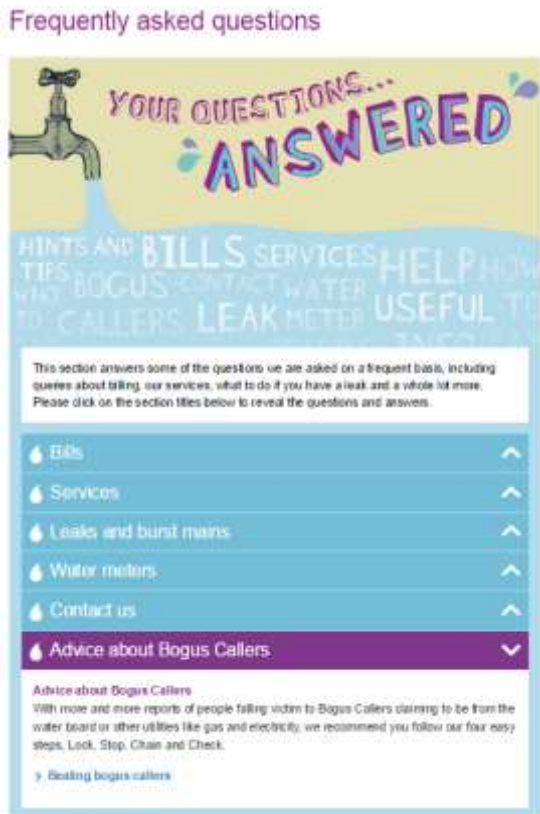 Frequently asked questions
YOUR QUESTIONS...
ANSWERED
HINTS AND BILLS SERVICES HELP HOW
TIPS BOGUS CONTACT WATER
WHO CALLERS LEAK METER USEFUL TO
TO
This section answers some of the questions we are asked on a frequent basis, including
queries about billing, our services, what to do if you have a leak and a whole lot more.
Please click on the section titles below to reveal the questions and answers.
Bills
Services
Leaks and burst mains
Water meters
Contact us
Advice about Bogus Callers
Advice about Bogus Callers
With more and more reports of people falling victim to Bogus Callers claiming to be from the
water board or other utilities like gas and electricity, we recommend you follow our four easy
steps, Lock, Stop, Chain and Check.
> Beating bogus callers